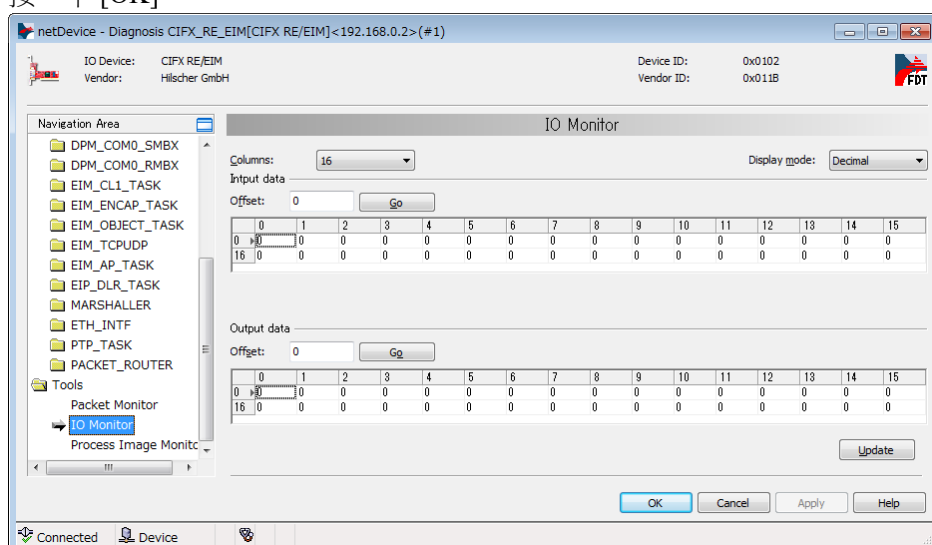 按一下 [OK]
netDevice - Diagnosis CIFX_RE_EIM[CIFX RE/EIM]<192.168.0.2>(#1)
IO Device: CIFX RE/EIM Device ID: 0x0102
Vendor: Hilscher GmbH Vendor ID: 0x011B
FDT
Navigation Area
IO Monitor
DPM_COM0_SMBX
DPM_COM0_RMBX
EIM_CL1_TASK
EIM_ENCAP_TASK
EIM_OBJECT_TASK
EIM_TCPUDP
EIM_AP_TASK
EIP_DLR_TASK
MARSHALLER
ETH_INTF
PTP_TASK
PACKET_ROUTER
Tools
Packet Monitor
IO Monitor
Process Image Monitc
Columns: 16 Display mode: Decimal
Intput data
Offset: 0 Go
0 1 2 3 4 5 6 7 8 9 10 11 12 13 14 15
0 0 0 0 0 0 0 0 0 0 0 0 0 0 0 0 0
16 0 0 0 0 0 0 0 0 0 0 0 0 0 0 0 0
Output data
Offset: 0 Go
0 1 2 3 4 5 6 7 8 9 10 11 12 13 14 15
0 0 0 0 0 0 0 0 0 0 0 0 0 0 0 0 0
16 0 0 0 0 0 0 0 0 0 0 0 0 0 0 0 0
Update
OK Cancel Apply Help
Connected Device